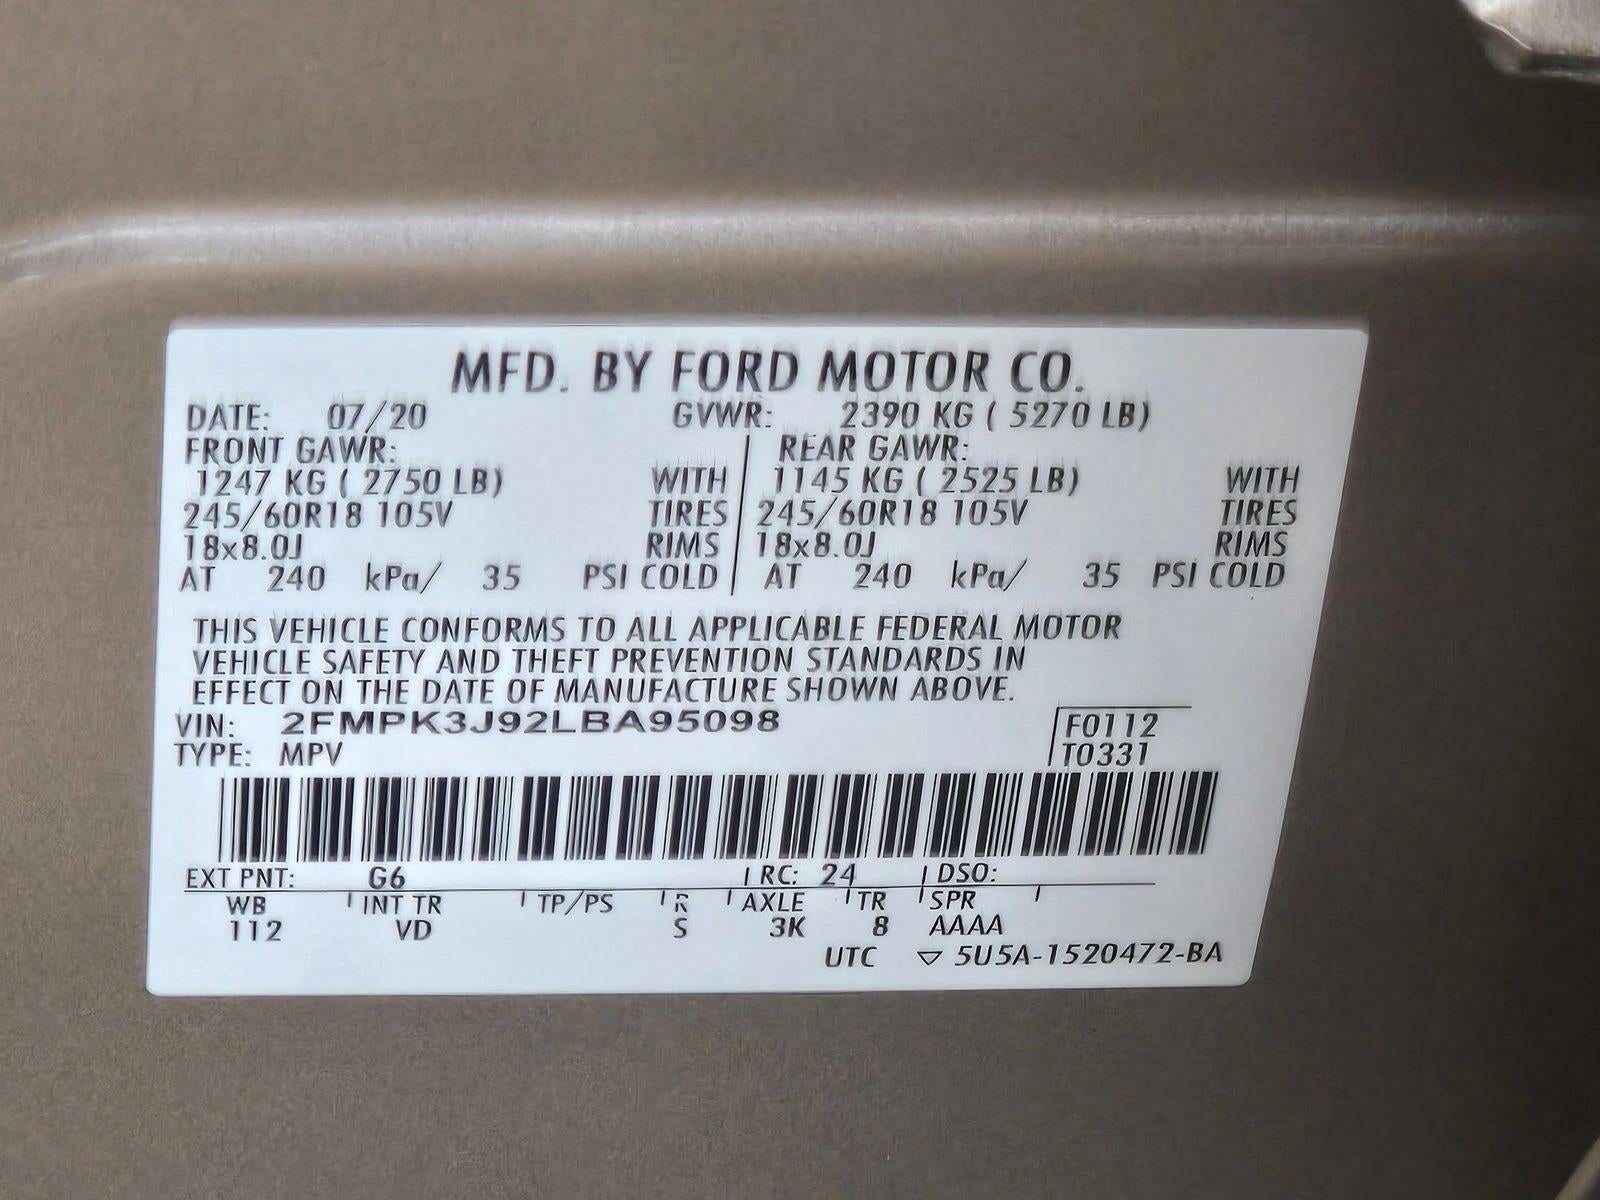 MFD. BY FORD MOTOR CO.
DATE: 07/20 GVWR: 2390 KG ( 5270 LB)
FRONT GAWR: REAR GAWR:
1247 KG ( 2750 LB) WITH 1145 KG ( 2525 LB) WITH
245/60R18 105V TIRES 245/60R18 105V TIRES
18x8.0J RIMS 18x8.0J RIMS
AT 240 kPa/ 35 PSI COLD AT 240 kPa/ 35 PSI COLD
THIS VEHICLE CONFORMS TO ALL APPLICABLE FEDERAL MOTOR
VEHICLE SAFETY AND THEFT PREVENTION STANDARDS IN
EFFECT ON THE DATE OF MANUFACTURE SHOWN ABOVE.
VIN: 2FMPK3J92LBA95098 F0112
TYPE: MPV T0331
EXT PNT: G6 RC: 24 DSO:
WB INT TR TP/PS R AXLE TR SPR
112 VD S 3K 8 AAAA
UTC ▽ 5U5A-1520472-BA